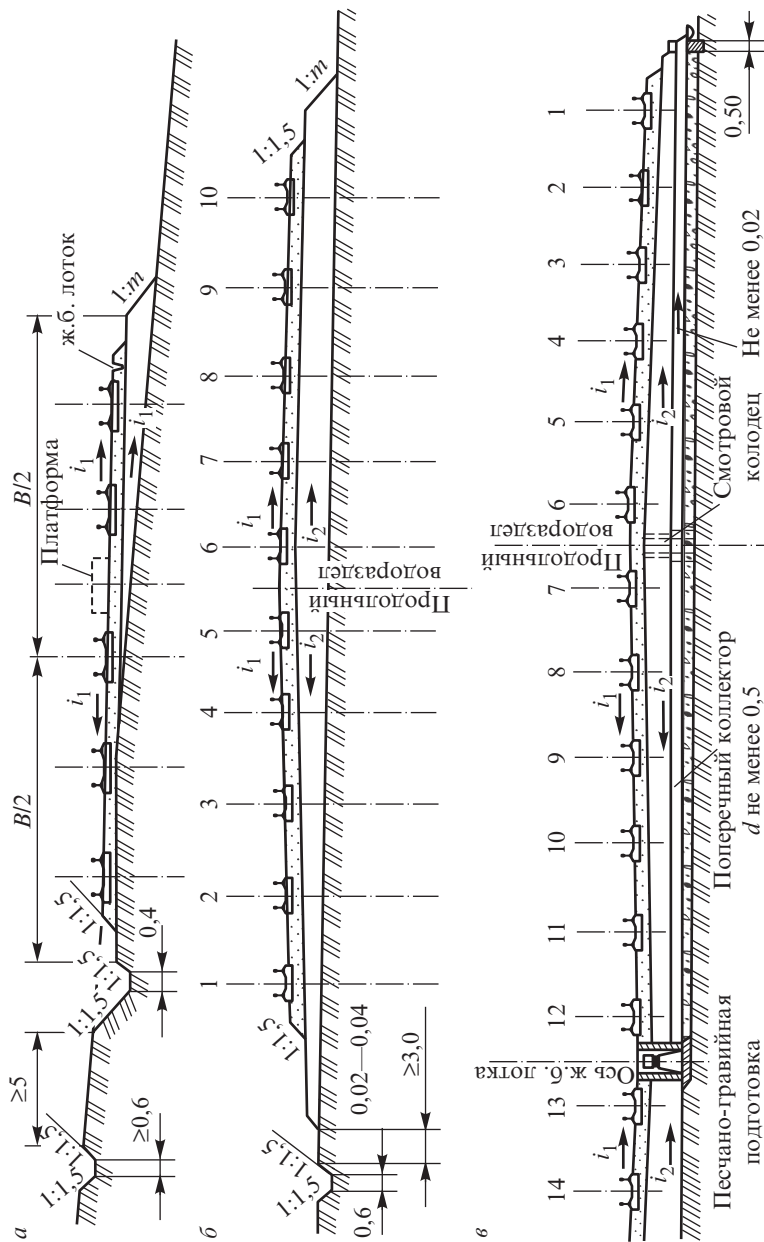 а
≥5
1:1,5
1:1,5
≥0,6
1:1,5
1:1,5
0,4
1:1,5
B/2
B/2
i₁
Платформа
i₁
i₁
ж.б. лоток
1:m
б
1:1,5
1:1,5
0,6
≥3,0
0,02—0,04
1:1,5
1
2
3
4
5
6
7
8
9
10
i₁
i₁
i₂
i₂
Продольный
водораздел
1:1,5
1:m
в
14
13
12
11
10
9
8
7
6
5
4
3
2
1
i₁
i₂
Ось ж.б. лотка
i₁
i₂
Продольный
водораздел
i₁
i₂
Песчано-гравийная
подготовка
Поперечный коллектор
d не менее 0,5
Смотровой
колодец
Не менее 0,02
0,50